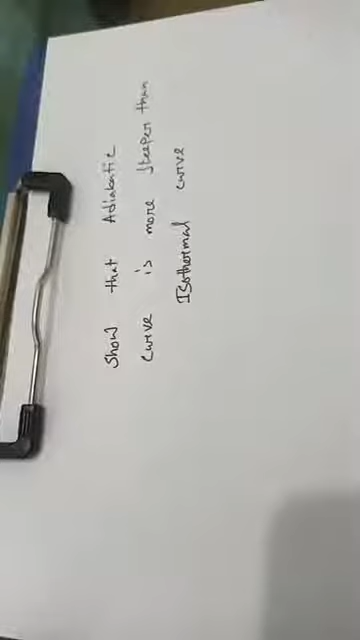 Show that Adiabatic
curve is more steeper than
Isothermal curve